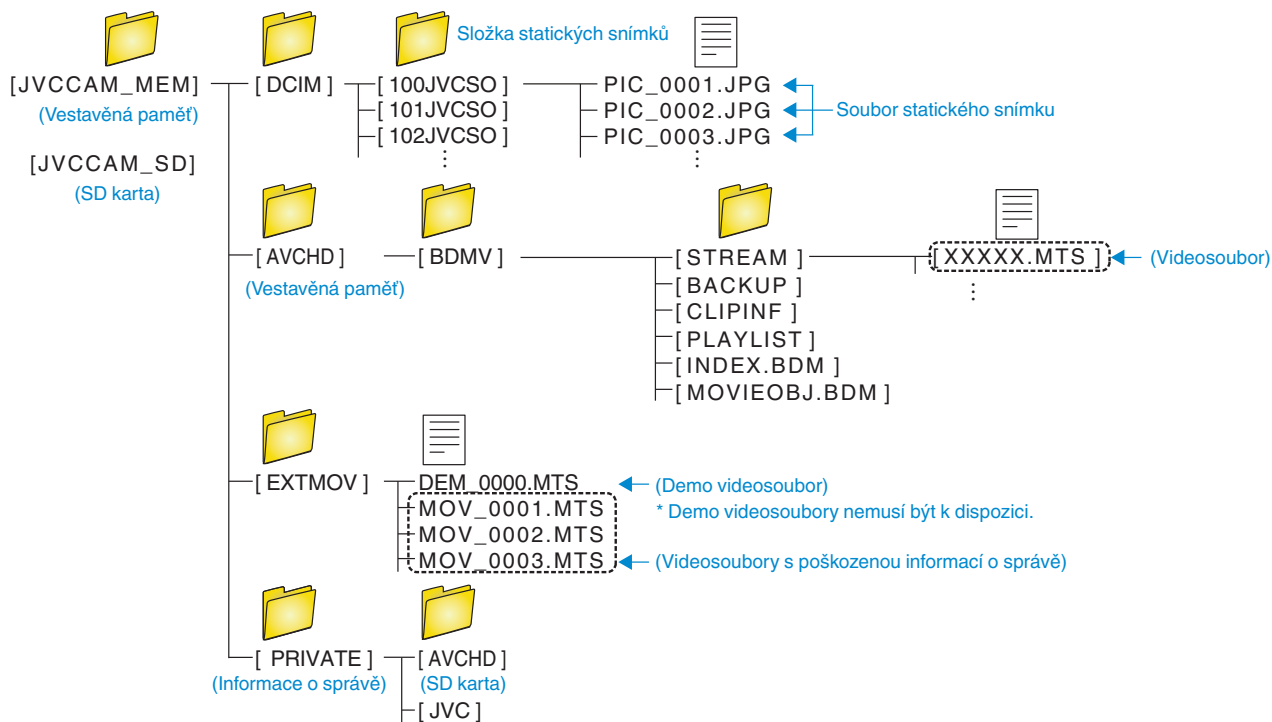 Složka statických snímků
[JVCCAM_MEM]
(Vestavěná paměť)
[JVCCAM_SD]
(SD karta)
[DCIM]
[100JVCSO]
[101JVCSO]
[102JVCSO]
PIC_0001.JPG
PIC_0002.JPG
PIC_0003.JPG
Soubor statického snímku
[AVCHD]
(Vestavěná paměť)
[BDMV]
[STREAM]
[BACKUP]
[CLIPINF]
[PLAYLIST]
[INDEX.BDM]
[MOVIEOBJ.BDM]
[XXXXX.MTS]
(Videosoubor)
[EXTMOV]
DEM_0000.MTS
(Demo videosoubor)
* Demo videosoubory nemusí být k dispozici.
MOV_0001.MTS
MOV_0002.MTS
MOV_0003.MTS
(Videosoubory s poškozenou informací o správě)
[PRIVATE]
(Informace o správě)
[AVCHD]
(SD karta)
[JVC]